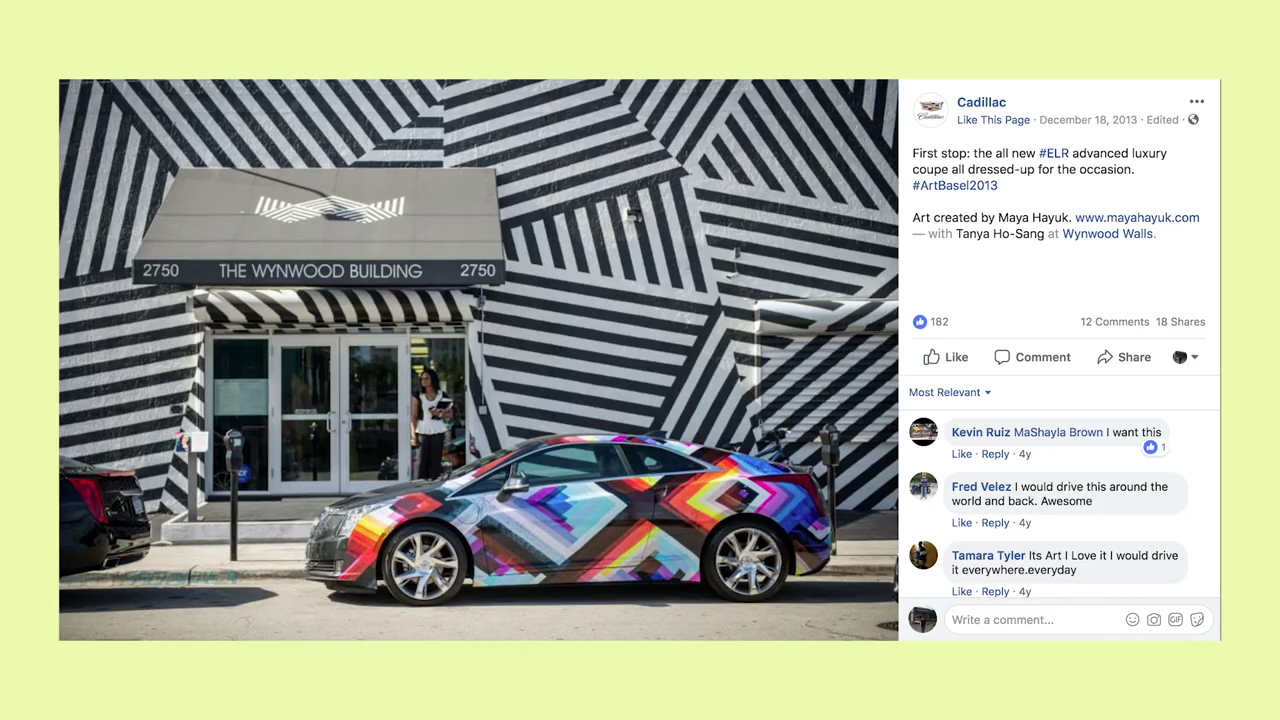 2750 THE WYNWOOD BUILDING 2750
Cadillac
Cadillac
Like This Page · December 18, 2013 · Edited ·
First stop: the all new #ELR advanced luxury
coupe all dressed-up for the occasion.
#ArtBasel2013
Art created by Maya Hayuk. www.mayahayuk.com
— with Tanya Ho-Sang at Wynwood Walls.
182
12 Comments 18 Shares
Like Comment Share
Most Relevant
Kevin Ruiz MaShayla Brown I want this
1
Like · Reply · 4y
Fred Velez I would drive this around the
world and back. Awesome
Like · Reply · 4y
Tamara Tyler Its Art I Love it I would drive
it everywhere.everyday
Like · Reply · 4y
Write a comment...
GIF